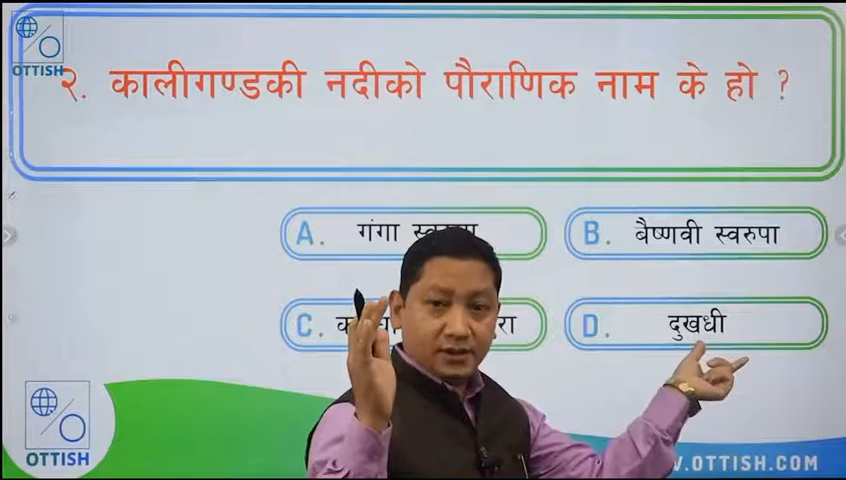 OTTISH
२. कालीगण्डकी नदीको पौराणिक नाम के हो ?
A. गंगा
B. बैष्णवी स्वरुपा
C.
D. दुखधी
OTTISH
.OTTISH.COM